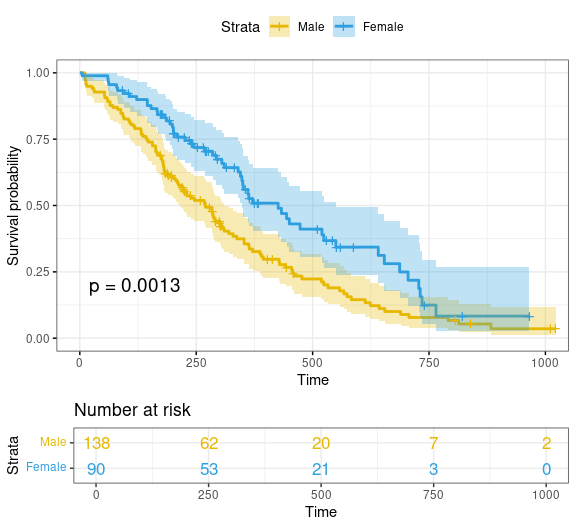 Strata Male Female
1.00
0.75
0.50
0.25
0.00
Survival probability
p = 0.0013
0 250 500 750 1000
Time
Number at risk
Strata
Male 138 62 20 7 2
Female 90 53 21 3 0
0 250 500 750 1000
Time